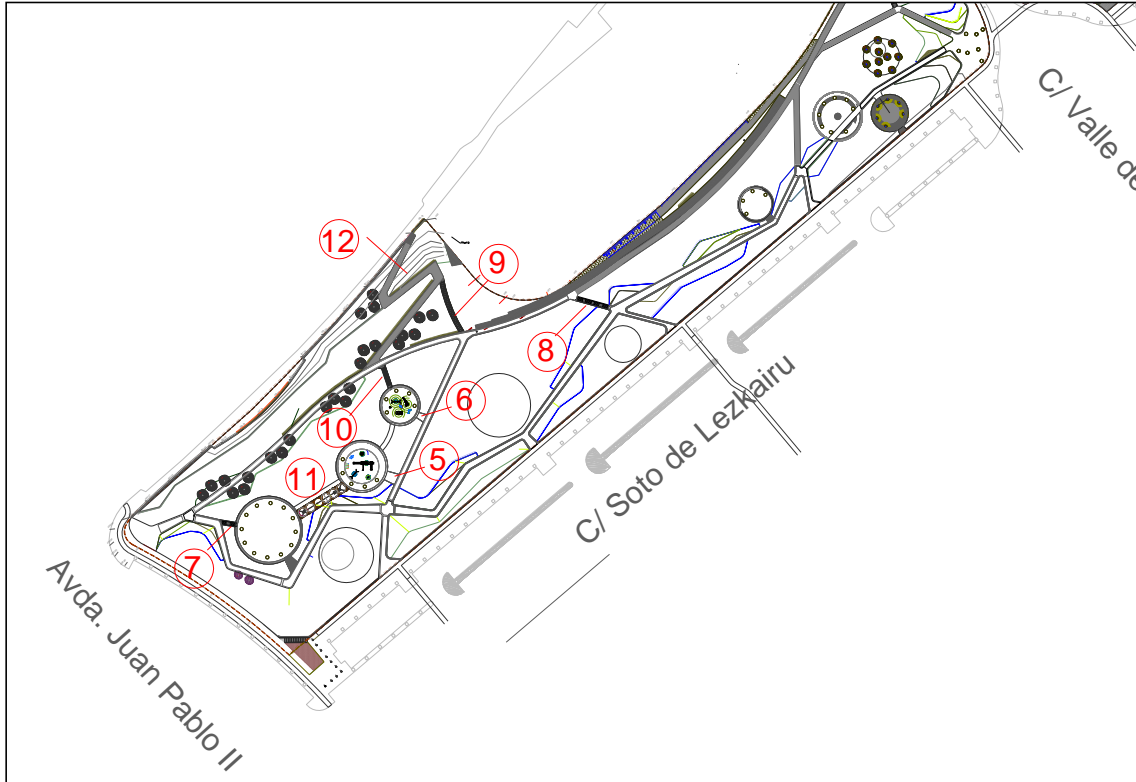 C/ Valle de
12
9
8
6
10
5
11
7
C/ Soto de Lezkairu
Avda. Juan Pablo II